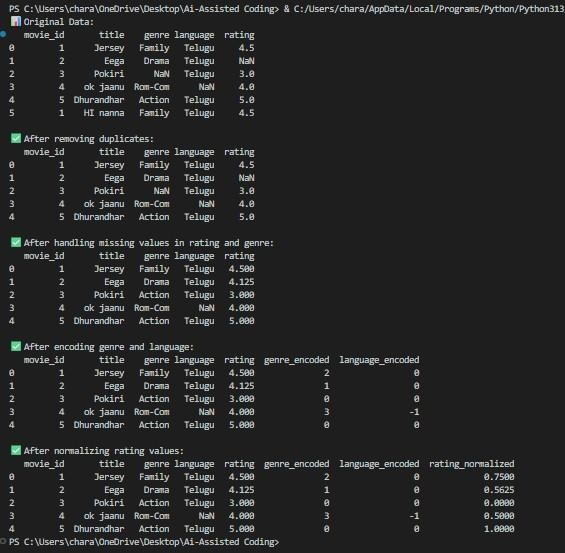 PS C:\Users\chara\OneDrive\Desktop\Ai-Assisted Coding> & C:/Users/chara/AppData/Local/Programs/Python/Python313
📊 Original Data:
   movie_id       title    genre language  rating
0         1      Jersey   Family   Telugu     4.5
1         2        Eega    Drama   Telugu     NaN
2         3      Pokiri      NaN   Telugu     3.0
3         4    ok jaanu  Rom-Com      NaN     4.0
4         5  Dhurandhar   Action   Telugu     5.0
5         1    HI nanna   Family   Telugu     4.5
✅ After removing duplicates:
   movie_id       title    genre language  rating
0         1      Jersey   Family   Telugu     4.5
1         2        Eega    Drama   Telugu     NaN
2         3      Pokiri      NaN   Telugu     3.0
3         4    ok jaanu  Rom-Com      NaN     4.0
4         5  Dhurandhar   Action   Telugu     5.0
✅ After handling missing values in rating and genre:
   movie_id       title    genre language  rating
0         1      Jersey   Family   Telugu   4.500
1         2        Eega    Drama   Telugu   4.125
2         3      Pokiri   Action   Telugu   3.000
3         4    ok jaanu  Rom-Com      NaN   4.000
4         5  Dhurandhar   Action   Telugu   5.000
✅ After encoding genre and language:
   movie_id       title    genre language  rating  genre_encoded  language_encoded
0         1      Jersey   Family   Telugu   4.500              2                 0
1         2        Eega    Drama   Telugu   4.125              1                 0
2         3      Pokiri   Action   Telugu   3.000              0                 0
3         4    ok jaanu  Rom-Com      NaN   4.000              3                -1
4         5  Dhurandhar   Action   Telugu   5.000              0                 0
✅ After normalizing rating values:
   movie_id       title    genre language  rating  genre_encoded  language_encoded  rating_normalized
0         1      Jersey   Family   Telugu   4.500              2                 0             0.7500
1         2        Eega    Drama   Telugu   4.125              1                 0             0.5625
2         3      Pokiri   Action   Telugu   3.000              0                 0             0.0000
3         4    ok jaanu  Rom-Com      NaN   4.000              3                -1             0.5000
4         5  Dhurandhar   Action   Telugu   5.000              0                 0             1.0000
PS C:\Users\chara\OneDrive\Desktop\Ai-Assisted Coding>